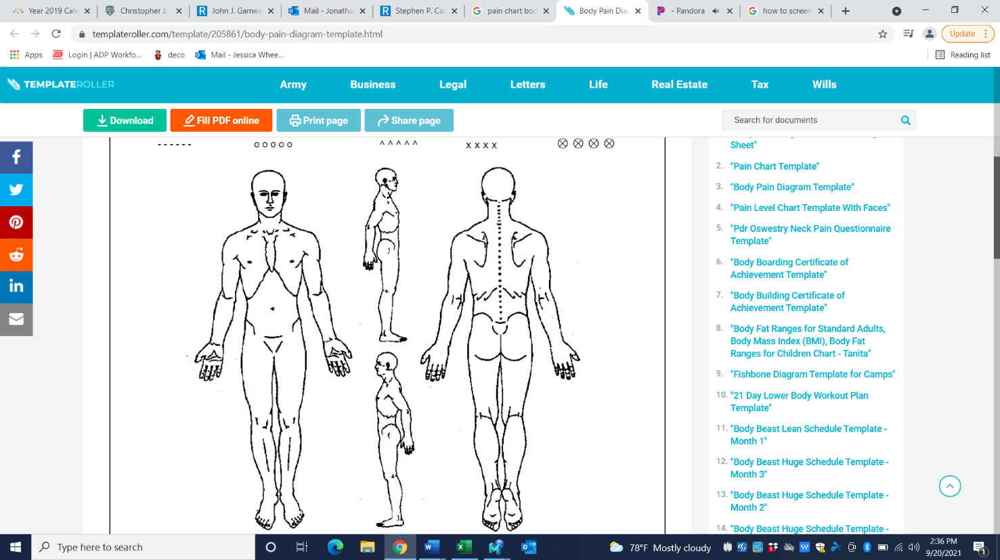 Year 2019 Cale
Christopher J.
John J. Garnea
Mail - Jonatha
Stephen P. Cas
pain chart bod
Body Pain Diag
- Pandora
how to screen
templateroller.com/template/205861/body-pain-diagram-template.html
Update
Apps
Login | ADP Workfo...
deco
Mail - Jessica Whee...
Reading list
TEMPLATEROLLER
Army
Business
Legal
Letters
Life
Real Estate
Tax
Wills
Download
Fill PDF online
Print page
Share page
Search for documents
- - - - - -
o o o o o
^ ^ ^ ^ ^
x x x x
⊗ ⊗ ⊗ ⊗
Sheet"
2. "Pain Chart Template"
3. "Body Pain Diagram Template"
4. "Pain Level Chart Template With Faces"
5. "Pdr Oswestry Neck Pain Questionnaire
Template"
6. "Body Boarding Certificate of
Achievement Template"
7. "Body Building Certificate of
Achievement Template"
8. "Body Fat Ranges for Standard Adults,
Body Mass Index (BMI), Body Fat
Ranges for Children Chart - Tanita"
9. "Fishbone Diagram Template for Camps"
10. "21 Day Lower Body Workout Plan
Template"
11. "Body Beast Lean Schedule Template -
Month 1"
12. "Body Beast Huge Schedule Template -
Month 3"
13. "Body Beast Huge Schedule Template -
Month 2"
14. "Body Beast Huge Schedule Template -
Type here to search
78°F Mostly cloudy
2:36 PM
9/20/2021
1